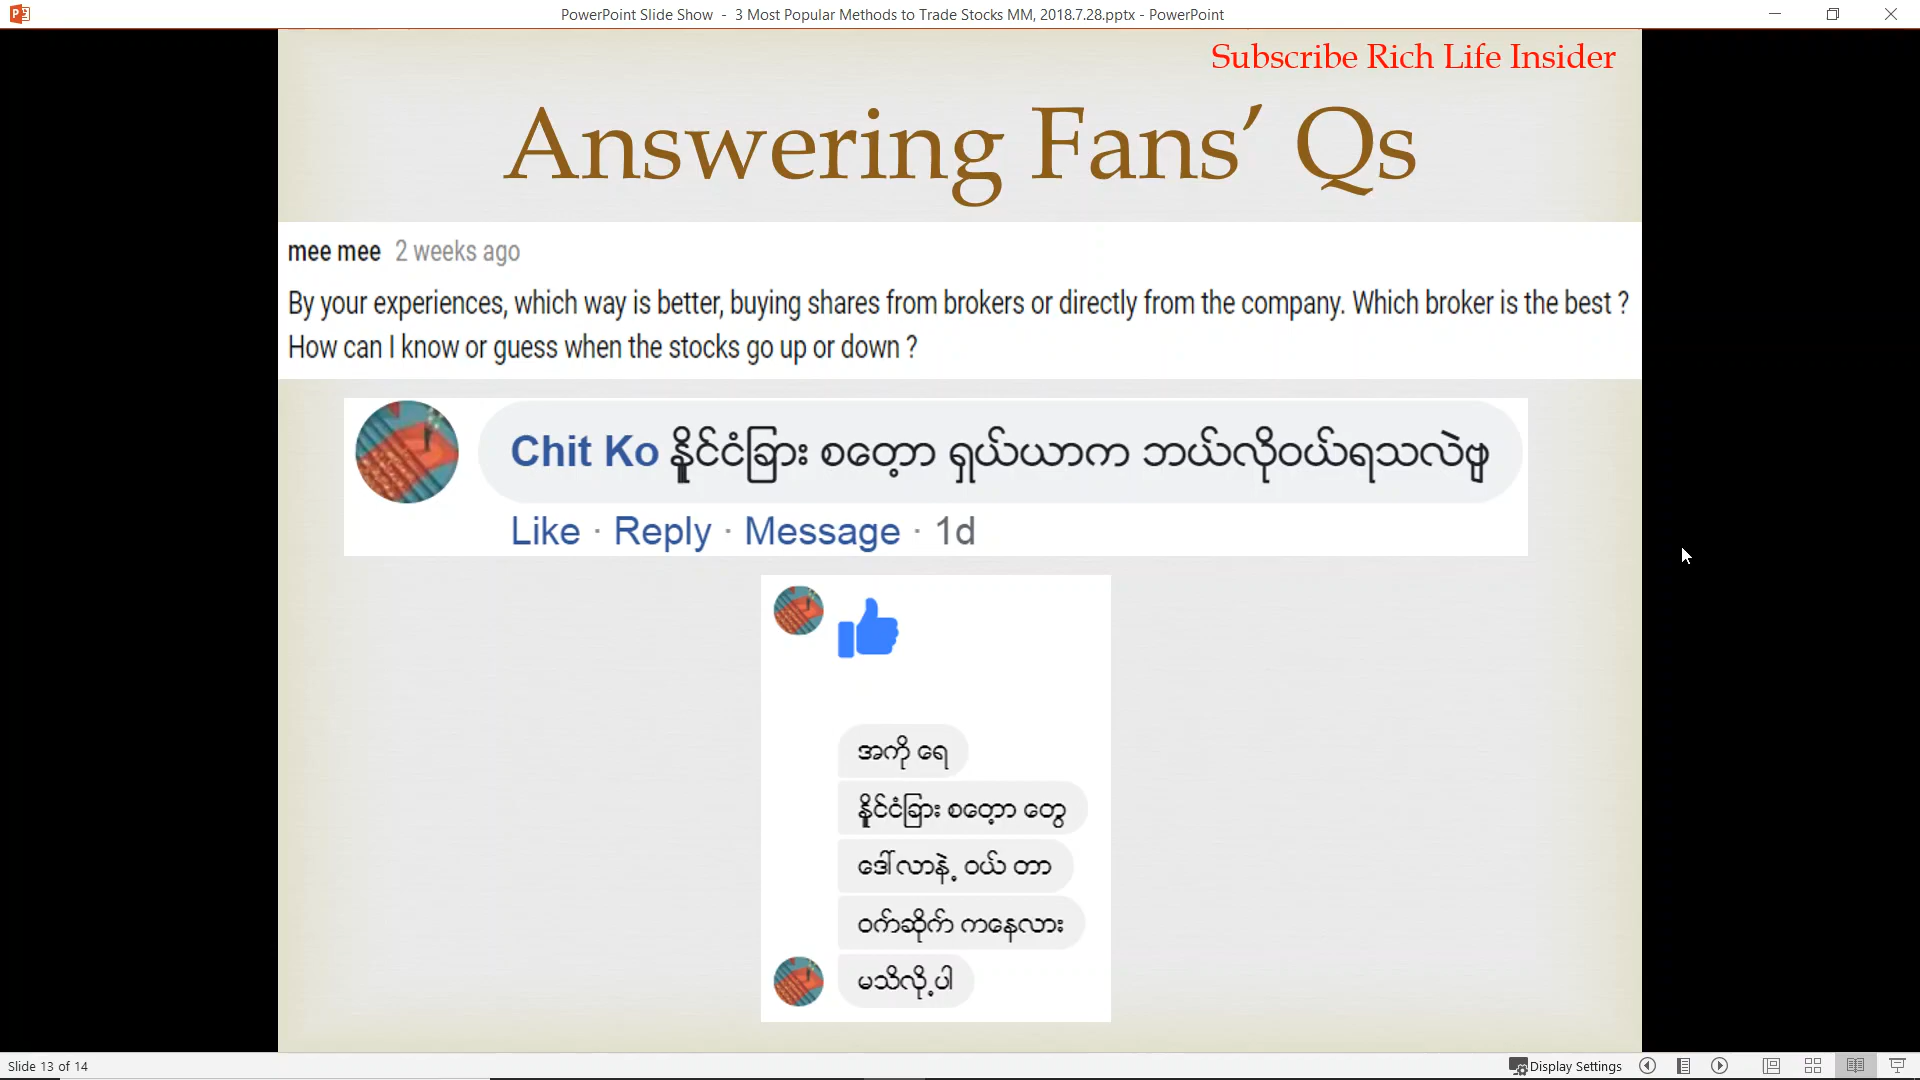 PowerPoint Slide Show - 3 Most Popular Methods to Trade Stocks MM, 2018.7.28.pptx - PowerPoint
Subscribe Rich Life Insider
Answering Fans’ Qs
mee mee 2 weeks ago
By your experiences, which way is better, buying shares from brokers or directly from the company. Which broker is the best ?
How can I know or guess when the stocks go up or down ?
Chit Ko နိူင်ငံခြား စတော့ ရှယ်ယာက ဘယ်လိုဝယ်ရသလဲဗျ
Like · Reply · Message · 1d
အကို ရေ
နိူင်ငံခြား စတော့ တွေ
ဒေါ်လာနဲ့ ဝယ် တာ
ဝက်ဆိုက် ကနေလား
မသိလို့ပါ
Slide 13 of 14
Display Settings